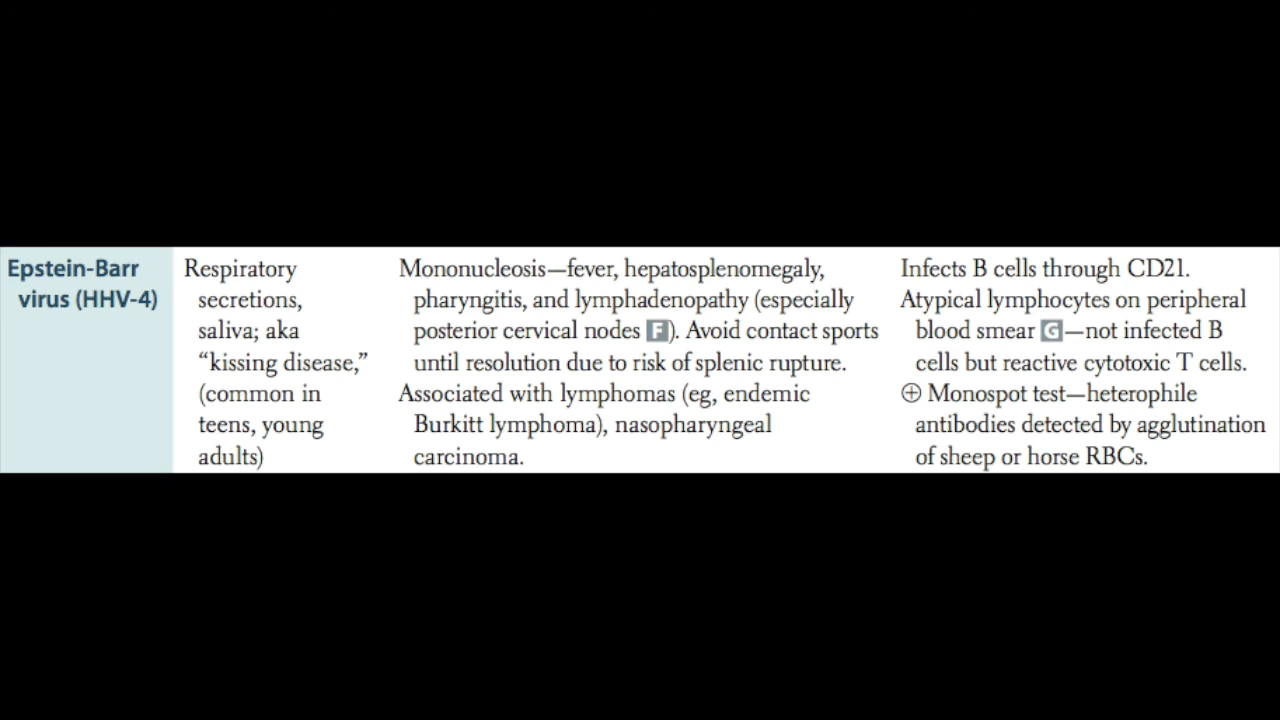 Epstein-Barr
virus (HHV-4)
Respiratory
secretions,
saliva; aka
“kissing disease,”
(common in
teens, young
adults)
Mononucleosis—fever, hepatosplenomegaly,
pharyngitis, and lymphadenopathy (especially
posterior cervical nodes F). Avoid contact sports
until resolution due to risk of splenic rupture.
Associated with lymphomas (eg, endemic
Burkitt lymphoma), nasopharyngeal
carcinoma.
Infects B cells through CD21.
Atypical lymphocytes on peripheral
blood smear G—not infected B
cells but reactive cytotoxic T cells.
⊕ Monospot test—heterophile
antibodies detected by agglutination
of sheep or horse RBCs.